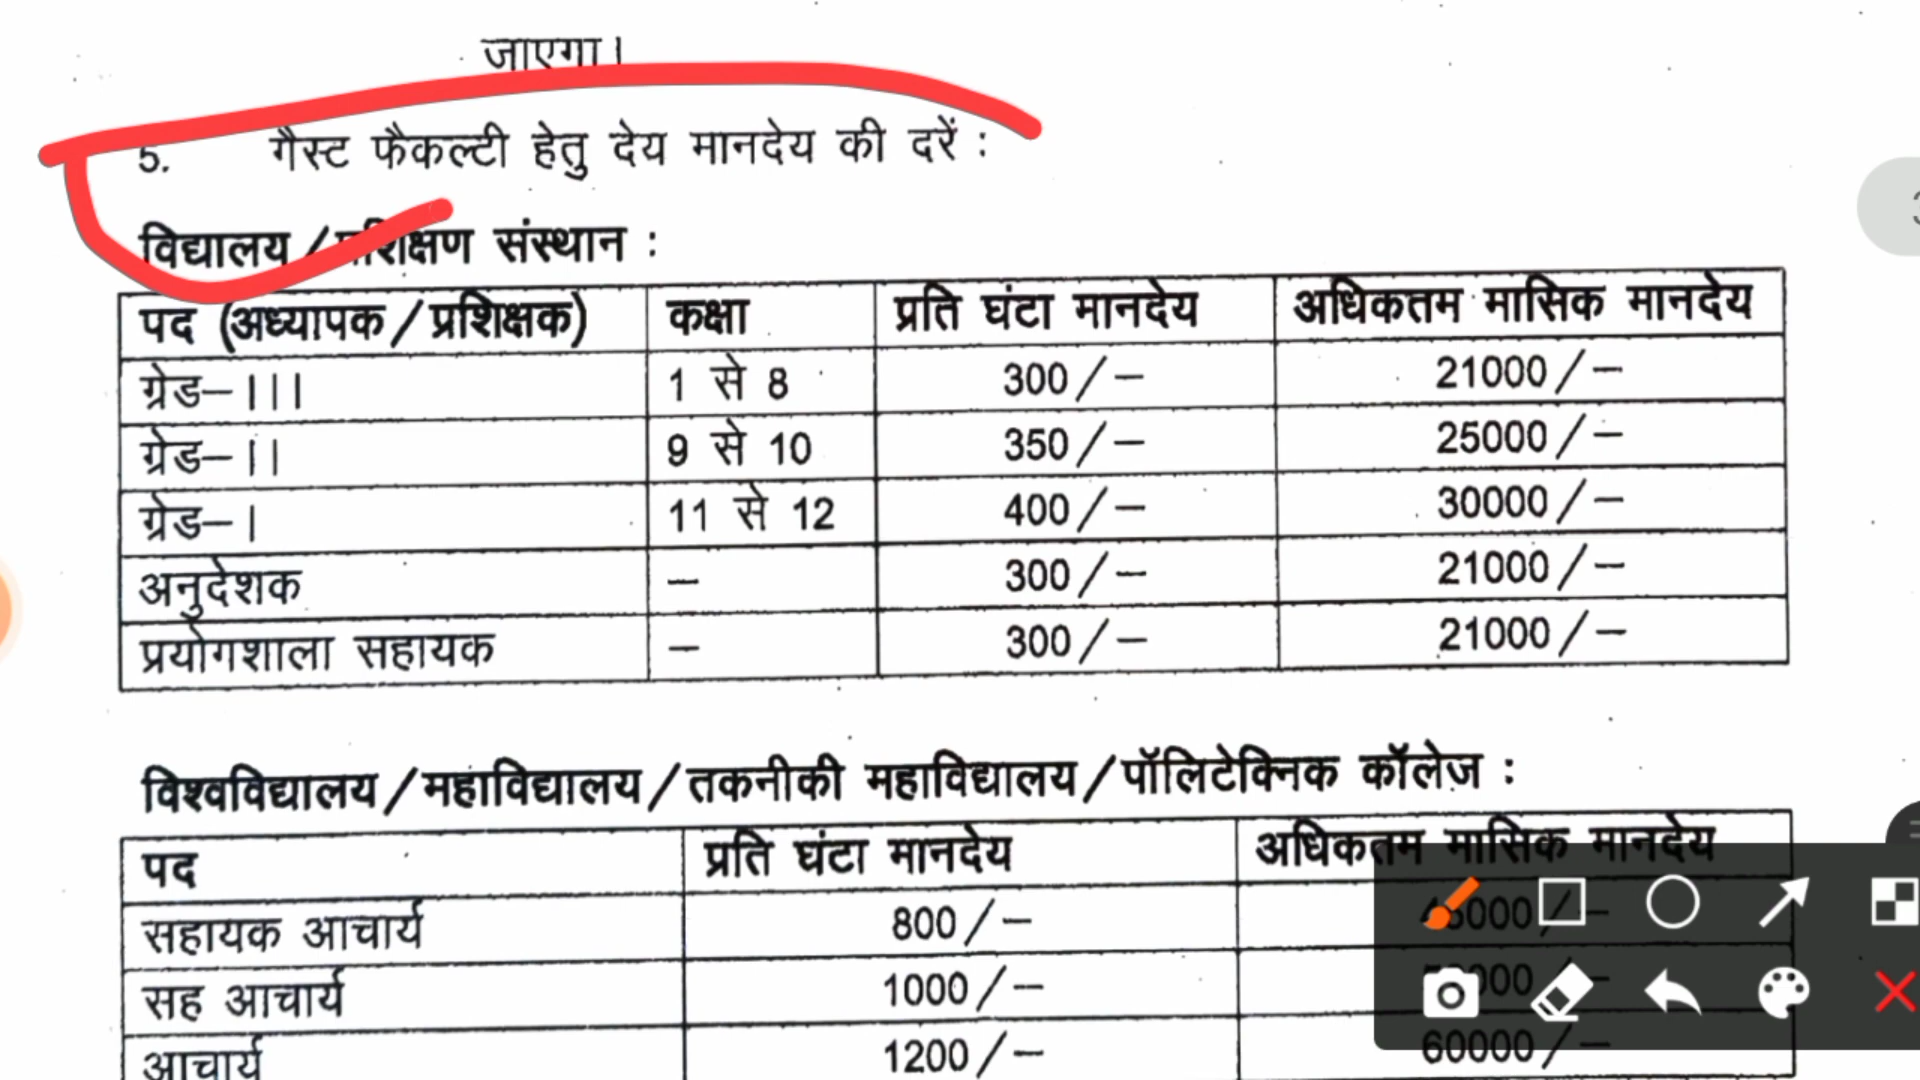 जाएगा।
5. गैस्ट फैकल्टी हेतु देय मानदेय की दरें :
विद्यालय/प्रशिक्षण संस्थान :
पद (अध्यापक/प्रशिक्षक) कक्षा प्रति घंटा मानदेय अधिकतम मासिक मानदेय
ग्रेड–III 1 से 8 300/– 21000/–
ग्रेड–II 9 से 10 350/– 25000/–
ग्रेड–I 11 से 12 400/– 30000/–
अनुदेशक – 300/– 21000/–
प्रयोगशाला सहायक – 300/– 21000/–
विश्वविद्यालय/महाविद्यालय/तकनीकी महाविद्यालय/पॉलिटेक्निक कॉलेज :
पद प्रति घंटा मानदेय अधिकतम मासिक मानदेय
सहायक आचार्य 800/–
सह आचार्य 1000/–
आचार्य 1200/– 60000/–